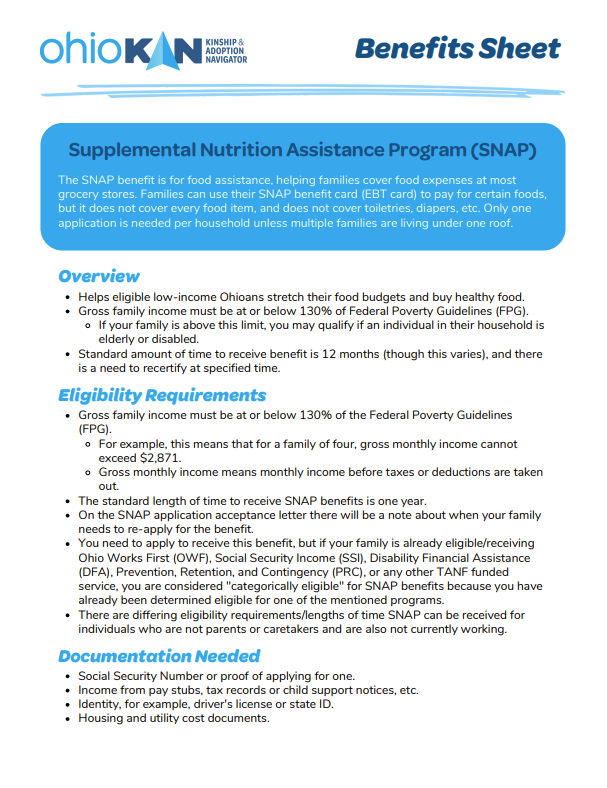 ohioKAN KINSHIP &
ADOPTION
NAVIGATOR
Benefits Sheet
Supplemental Nutrition Assistance Program (SNAP)
The SNAP benefit is for food assistance, helping families cover food expenses at most
grocery stores. Families can use their SNAP benefit card (EBT card) to pay for certain foods,
but it does not cover every food item, and does not cover toiletries, diapers, etc. Only one
application is needed per household unless multiple families are living under one roof.
Overview
• Helps eligible low-income Ohioans stretch their food budgets and buy healthy food.
• Gross family income must be at or below 130% of Federal Poverty Guidelines (FPG).
◦ If your family is above this limit, you may qualify if an individual in their household is
elderly or disabled.
• Standard amount of time to receive benefit is 12 months (though this varies), and there
is a need to recertify at specified time.
Eligibility Requirements
• Gross family income must be at or below 130% of the Federal Poverty Guidelines
(FPG).
◦ For example, this means that for a family of four, gross monthly income cannot
exceed $2,871.
◦ Gross monthly income means monthly income before taxes or deductions are taken
out.
• The standard length of time to receive SNAP benefits is one year.
• On the SNAP application acceptance letter there will be a note about when your family
needs to re-apply for the benefit.
• You need to apply to receive this benefit, but if your family is already eligible/receiving
Ohio Works First (OWF), Social Security Income (SSI), Disability Financial Assistance
(DFA), Prevention, Retention, and Contingency (PRC), or any other TANF funded
service, you are considered "categorically eligible" for SNAP benefits because you have
already been determined eligible for one of the mentioned programs.
• There are differing eligibility requirements/lengths of time SNAP can be received for
individuals who are not parents or caretakers and are also not currently working.
Documentation Needed
• Social Security Number or proof of applying for one.
• Income from pay stubs, tax records or child support notices, etc.
• Identity, for example, driver's license or state ID.
• Housing and utility cost documents.